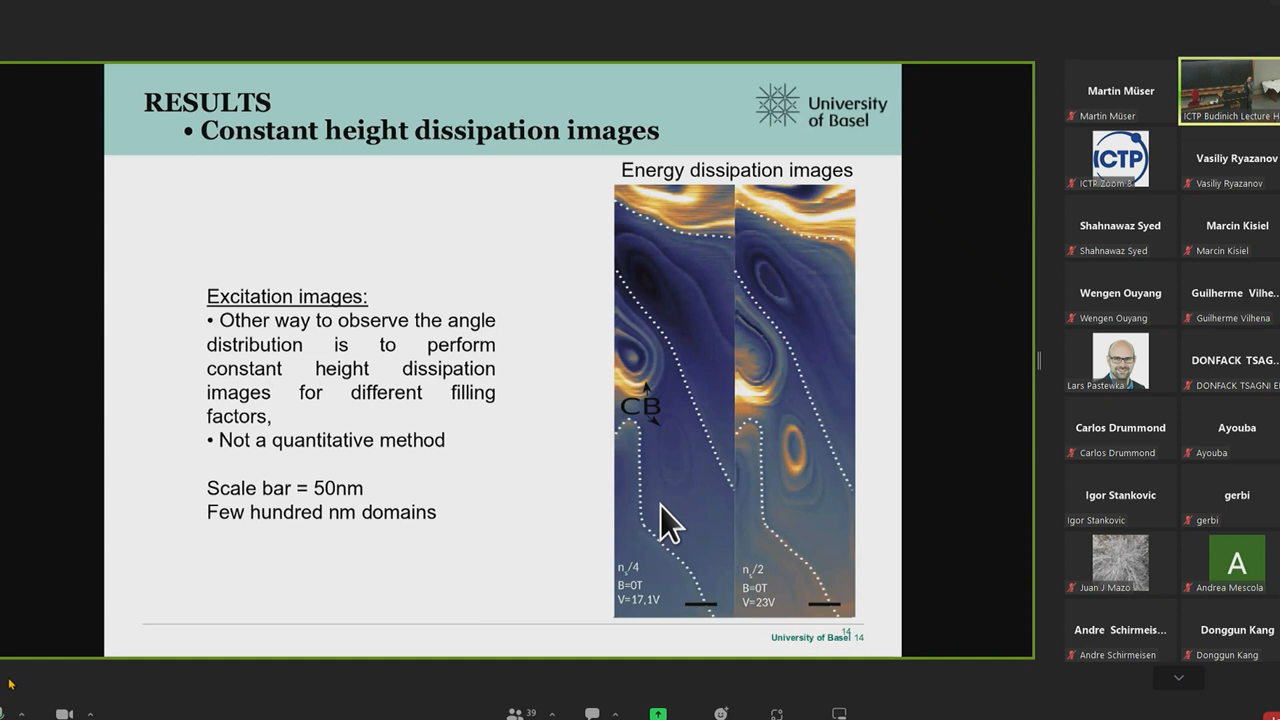 RESULTS
• Constant height dissipation images
University
of Basel
Energy dissipation images
Excitation images:
• Other way to observe the angle
distribution is to perform
constant height dissipation
images for different filling
factors,
• Not a quantitative method
Scale bar = 50nm
Few hundred nm domains
CB
ns/4
B=0T
V=17,1V
ns/2
B=0T
V=23V
14
University of Basel 14
Martin Müser
Martin Müser
ICTP Budinich Lecture H
ICTP
ICTP Zoom 8
Vasiliy Ryazanov
Vasiliy Ryazanov
Shahnawaz Syed
Shahnawaz Syed
Marcin Kisiel
Marcin Kisiel
Wengen Ouyang
Wengen Ouyang
Guilherme Vilhe...
Guilherme Vilhena
Lars Pastewka
DONFACK TSAG...
DONFACK TSAGNI E
Carlos Drummond
Carlos Drummond
Ayouba
Ayouba
Igor Stankovic
Igor Stankovic
gerbi
gerbi
Juan J Mazo
A
Andrea Mescola
Andre Schirmeis...
Andre Schirmeisen
Donggun Kang
Donggun Kang
39